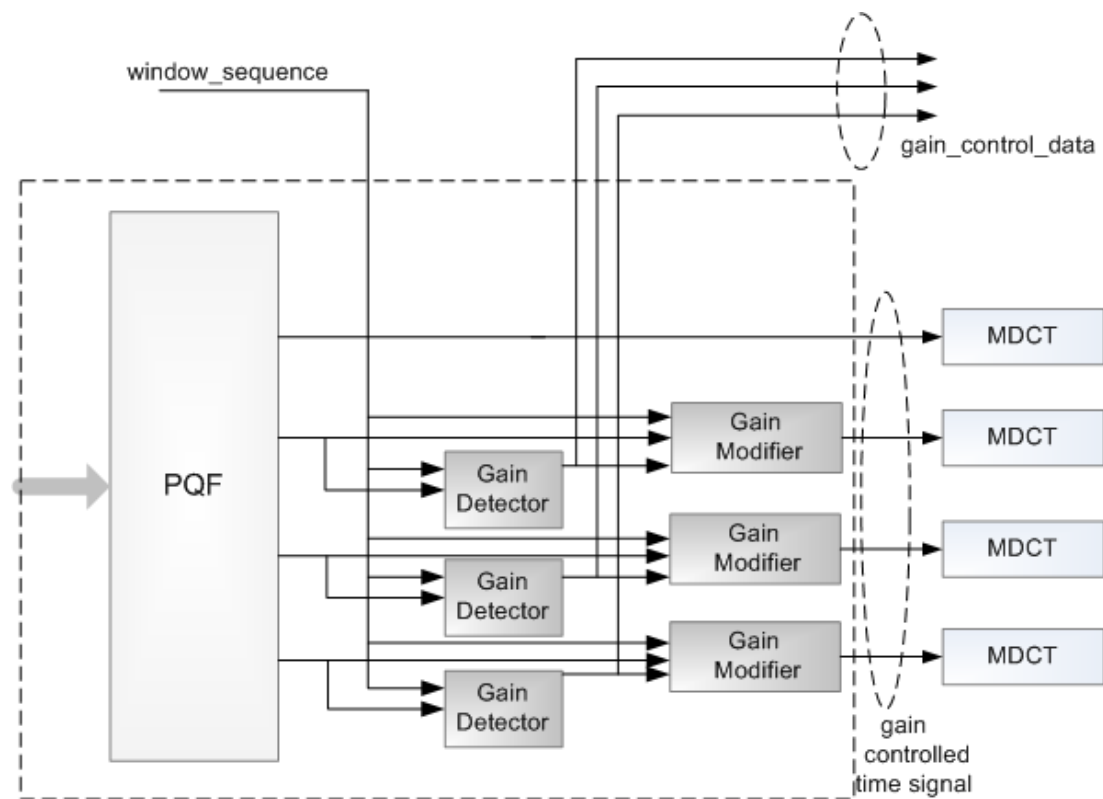 window_sequence
gain_control_data
PQF
MDCT
Gain
Modifier
MDCT
Gain
Detector
Gain
Modifier
MDCT
Gain
Detector
Gain
Modifier
MDCT
Gain
Detector
gain
controlled
time signal